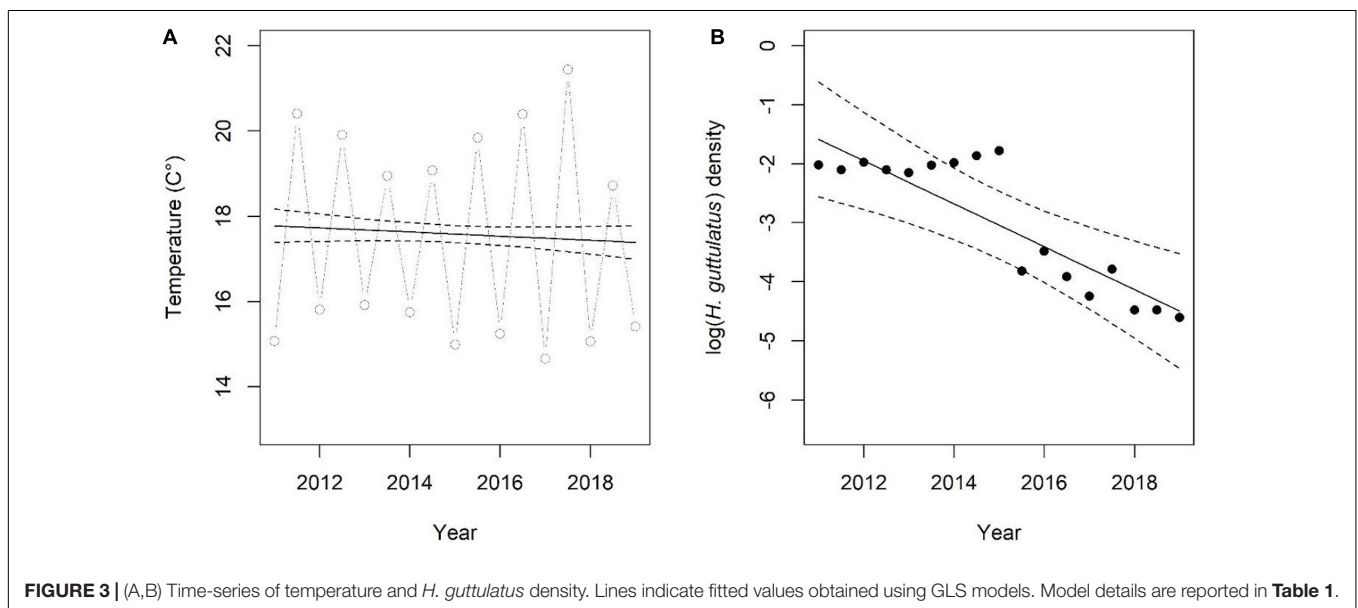 A
B
22
20
18
16
14
Temperature (C°)
2012
2014
2016
2018
Year
0
-1
-2
-3
-4
-5
-6
log(H. guttulatus) density
2012
2014
2016
2018
Year
FIGURE 3 | (A,B) Time-series of temperature and H. guttulatus density. Lines indicate fitted values obtained using GLS models. Model details are reported in Table 1.